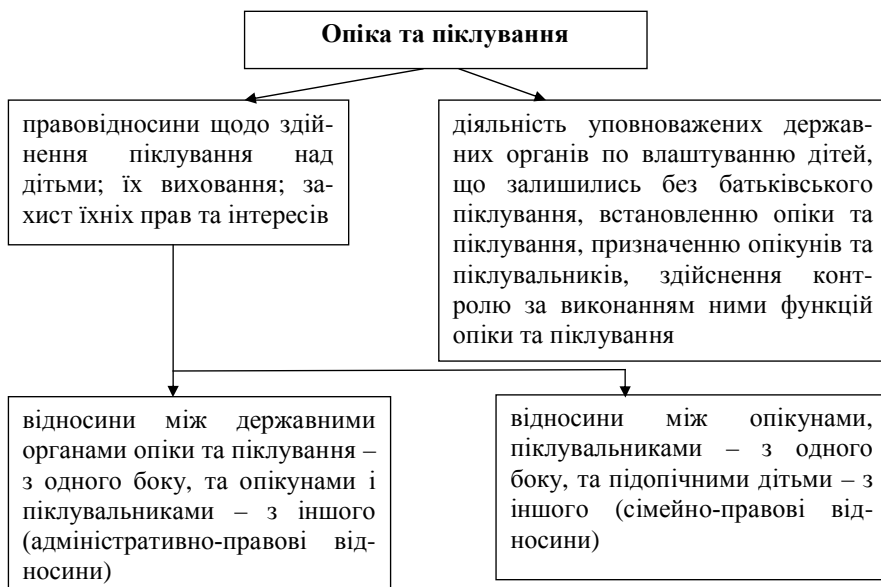 Опіка та піклування
правовідносини щодо здій-
нення піклування над
дітьми; їх виховання; за-
хист їхніх прав та інтересів
діяльність уповноважених держав-
них органів по влаштуванню дітей,
що залишились без батьківського
піклування, встановленню опіки та
піклування, призначенню опікунів та
піклувальників, здійснення конт-
ролю за виконанням ними функцій
опіки та піклування
відносини між державними
органами опіки та піклування –
з одного боку, та опікунами і
піклувальниками – з іншого
(адміністративно-правові від-
носини)
відносини між опікунами,
піклувальниками – з одного
боку, та підопічними дітьми – з
іншого (сімейно-правові від-
носини)